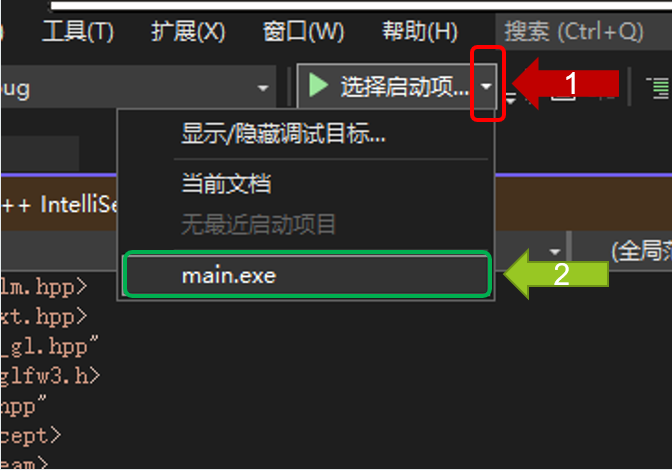 ) 工具(T) 扩展(X) 窗口(W) 帮助(H) 搜索 (Ctrl+Q)
ug 选择启动项... 1
显示/隐藏调试目标...
当前文档
++ IntelliSe
无最近启动项目
(全局范
main.exe 2
lm.hpp>
xt.hpp>
_gl.hpp"
glfw3.h>
hpp"
cept>
eam>